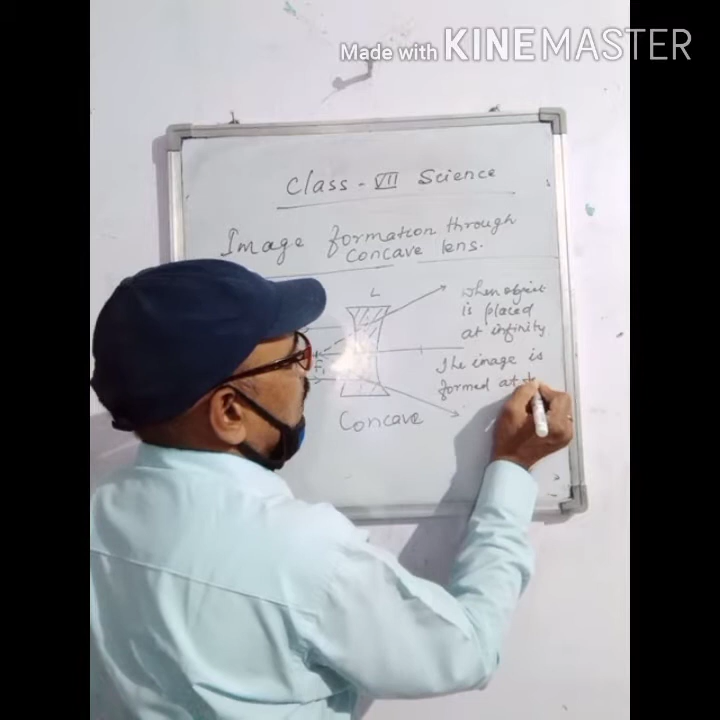 Made with KINEMASTER
Class - VII Science
Image formation through
Concave lens.
L
when object
is placed
at infinity
The image is
formed at
F1
Concave